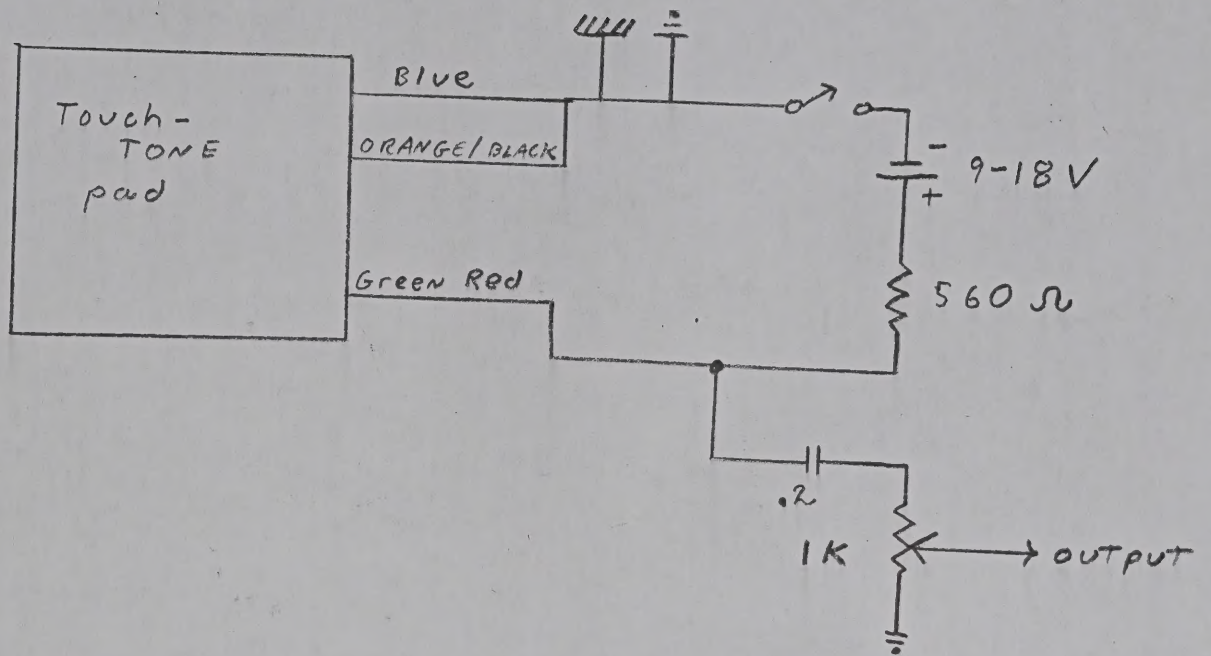 Touch-
TONE
pad
Blue
ORANGE/BLACK
Green Red
-
9-18V
+
560 Ω
.2
1K
OUTPUT